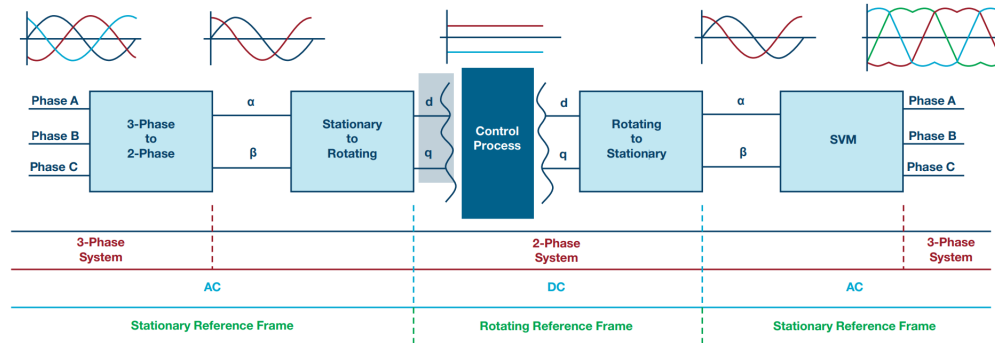 Phase A
Phase B
Phase C
3-Phase
to
2-Phase
α
β
Stationary
to
Rotating
d
q
Control
Process
d
q
Rotating
to
Stationary
α
β
SVM
Phase A
Phase B
Phase C
3-Phase
System
2-Phase
System
3-Phase
System
AC
DC
AC
Stationary Reference Frame
Rotating Reference Frame
Stationary Reference Frame